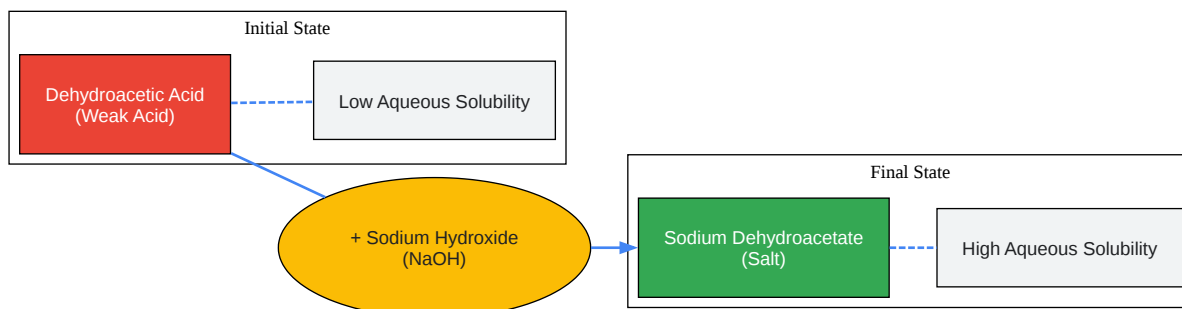 Initial State
Dehydroacetic Acid
(Weak Acid)
Low Aqueous Solubility
+ Sodium Hydroxide
(NaOH)
Final State
Sodium Dehydroacetate
(Salt)
High Aqueous Solubility